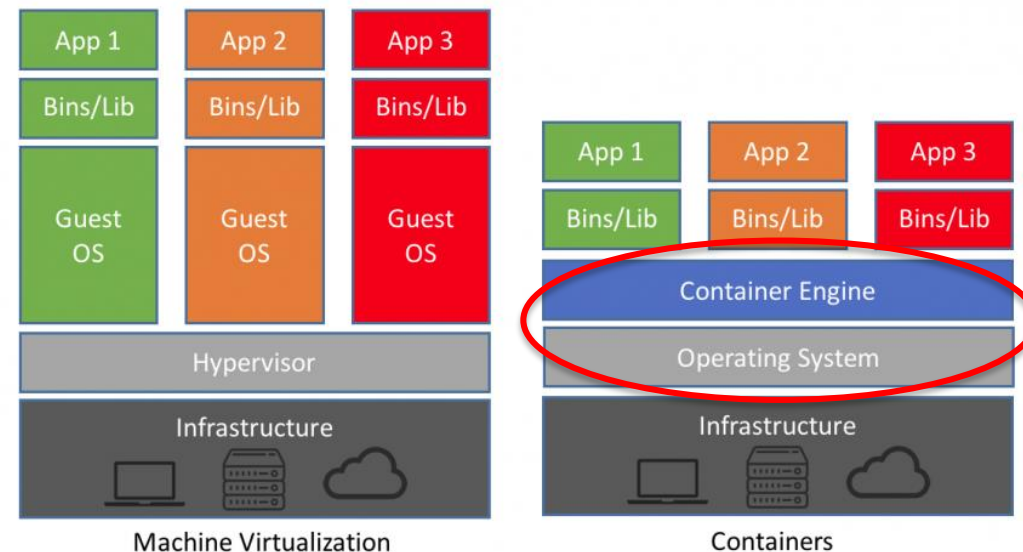 App 1
App 2
App 3
Bins/Lib
Bins/Lib
Bins/Lib
Guest
OS
Guest
OS
Guest
OS
Hypervisor
Infrastructure
Machine Virtualization
App 1
App 2
App 3
Bins/Lib
Bins/Lib
Bins/Lib
Container Engine
Operating System
Infrastructure
Containers